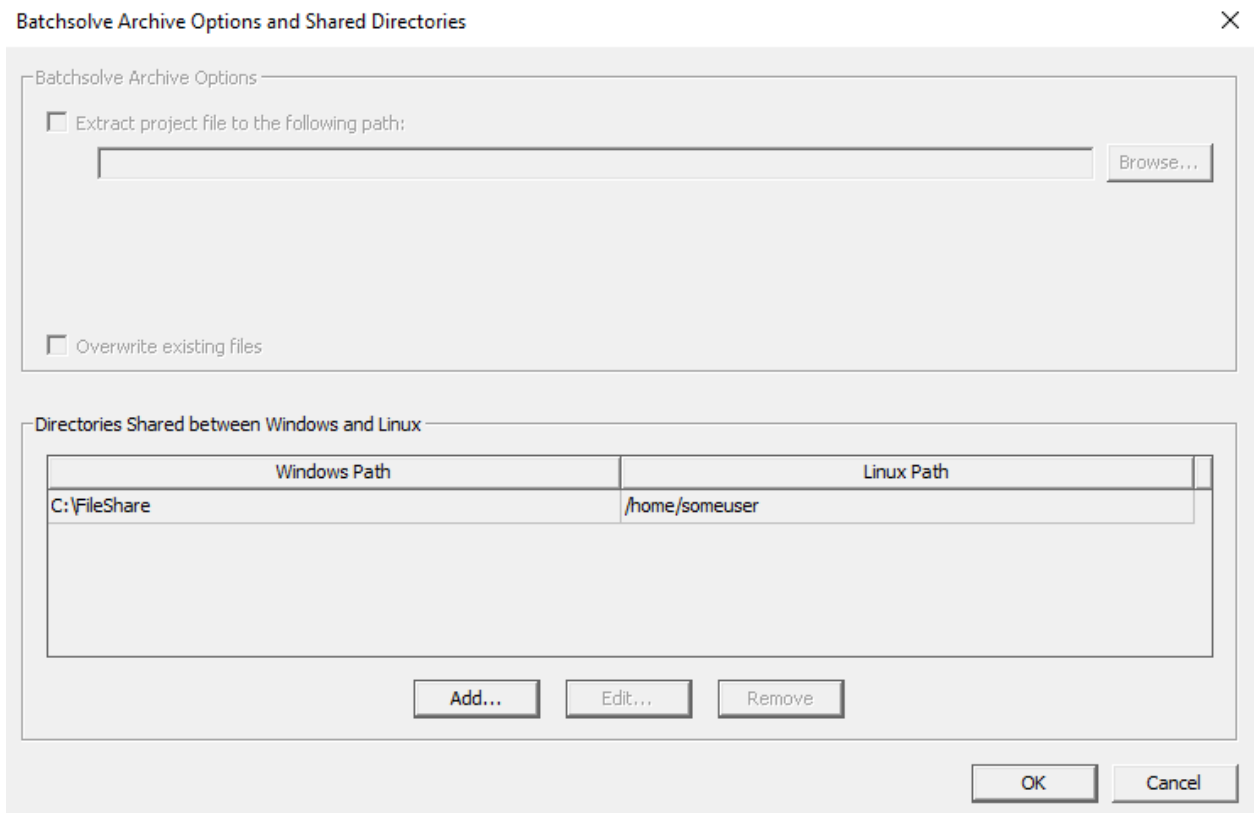 Batchsolve Archive Options and Shared Directories
Batchsolve Archive Options
Extract project file to the following path:
Browse...
Overwrite existing files
Directories Shared between Windows and Linux
Windows Path Linux Path
C:\FileShare /home/someuser
Add... Edit... Remove
OK Cancel